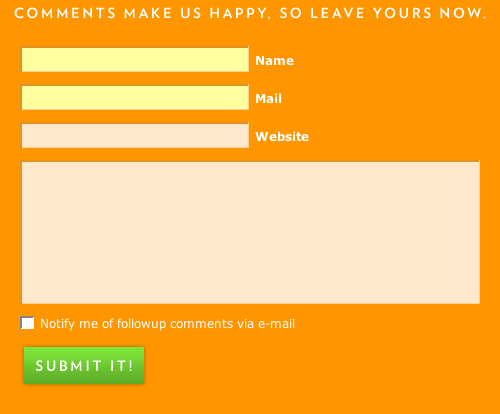 COMMENTS MAKE US HAPPY, SO LEAVE YOURS NOW.
Name
Mail
Website
Notify me of followup comments via e-mail
SUBMIT IT!